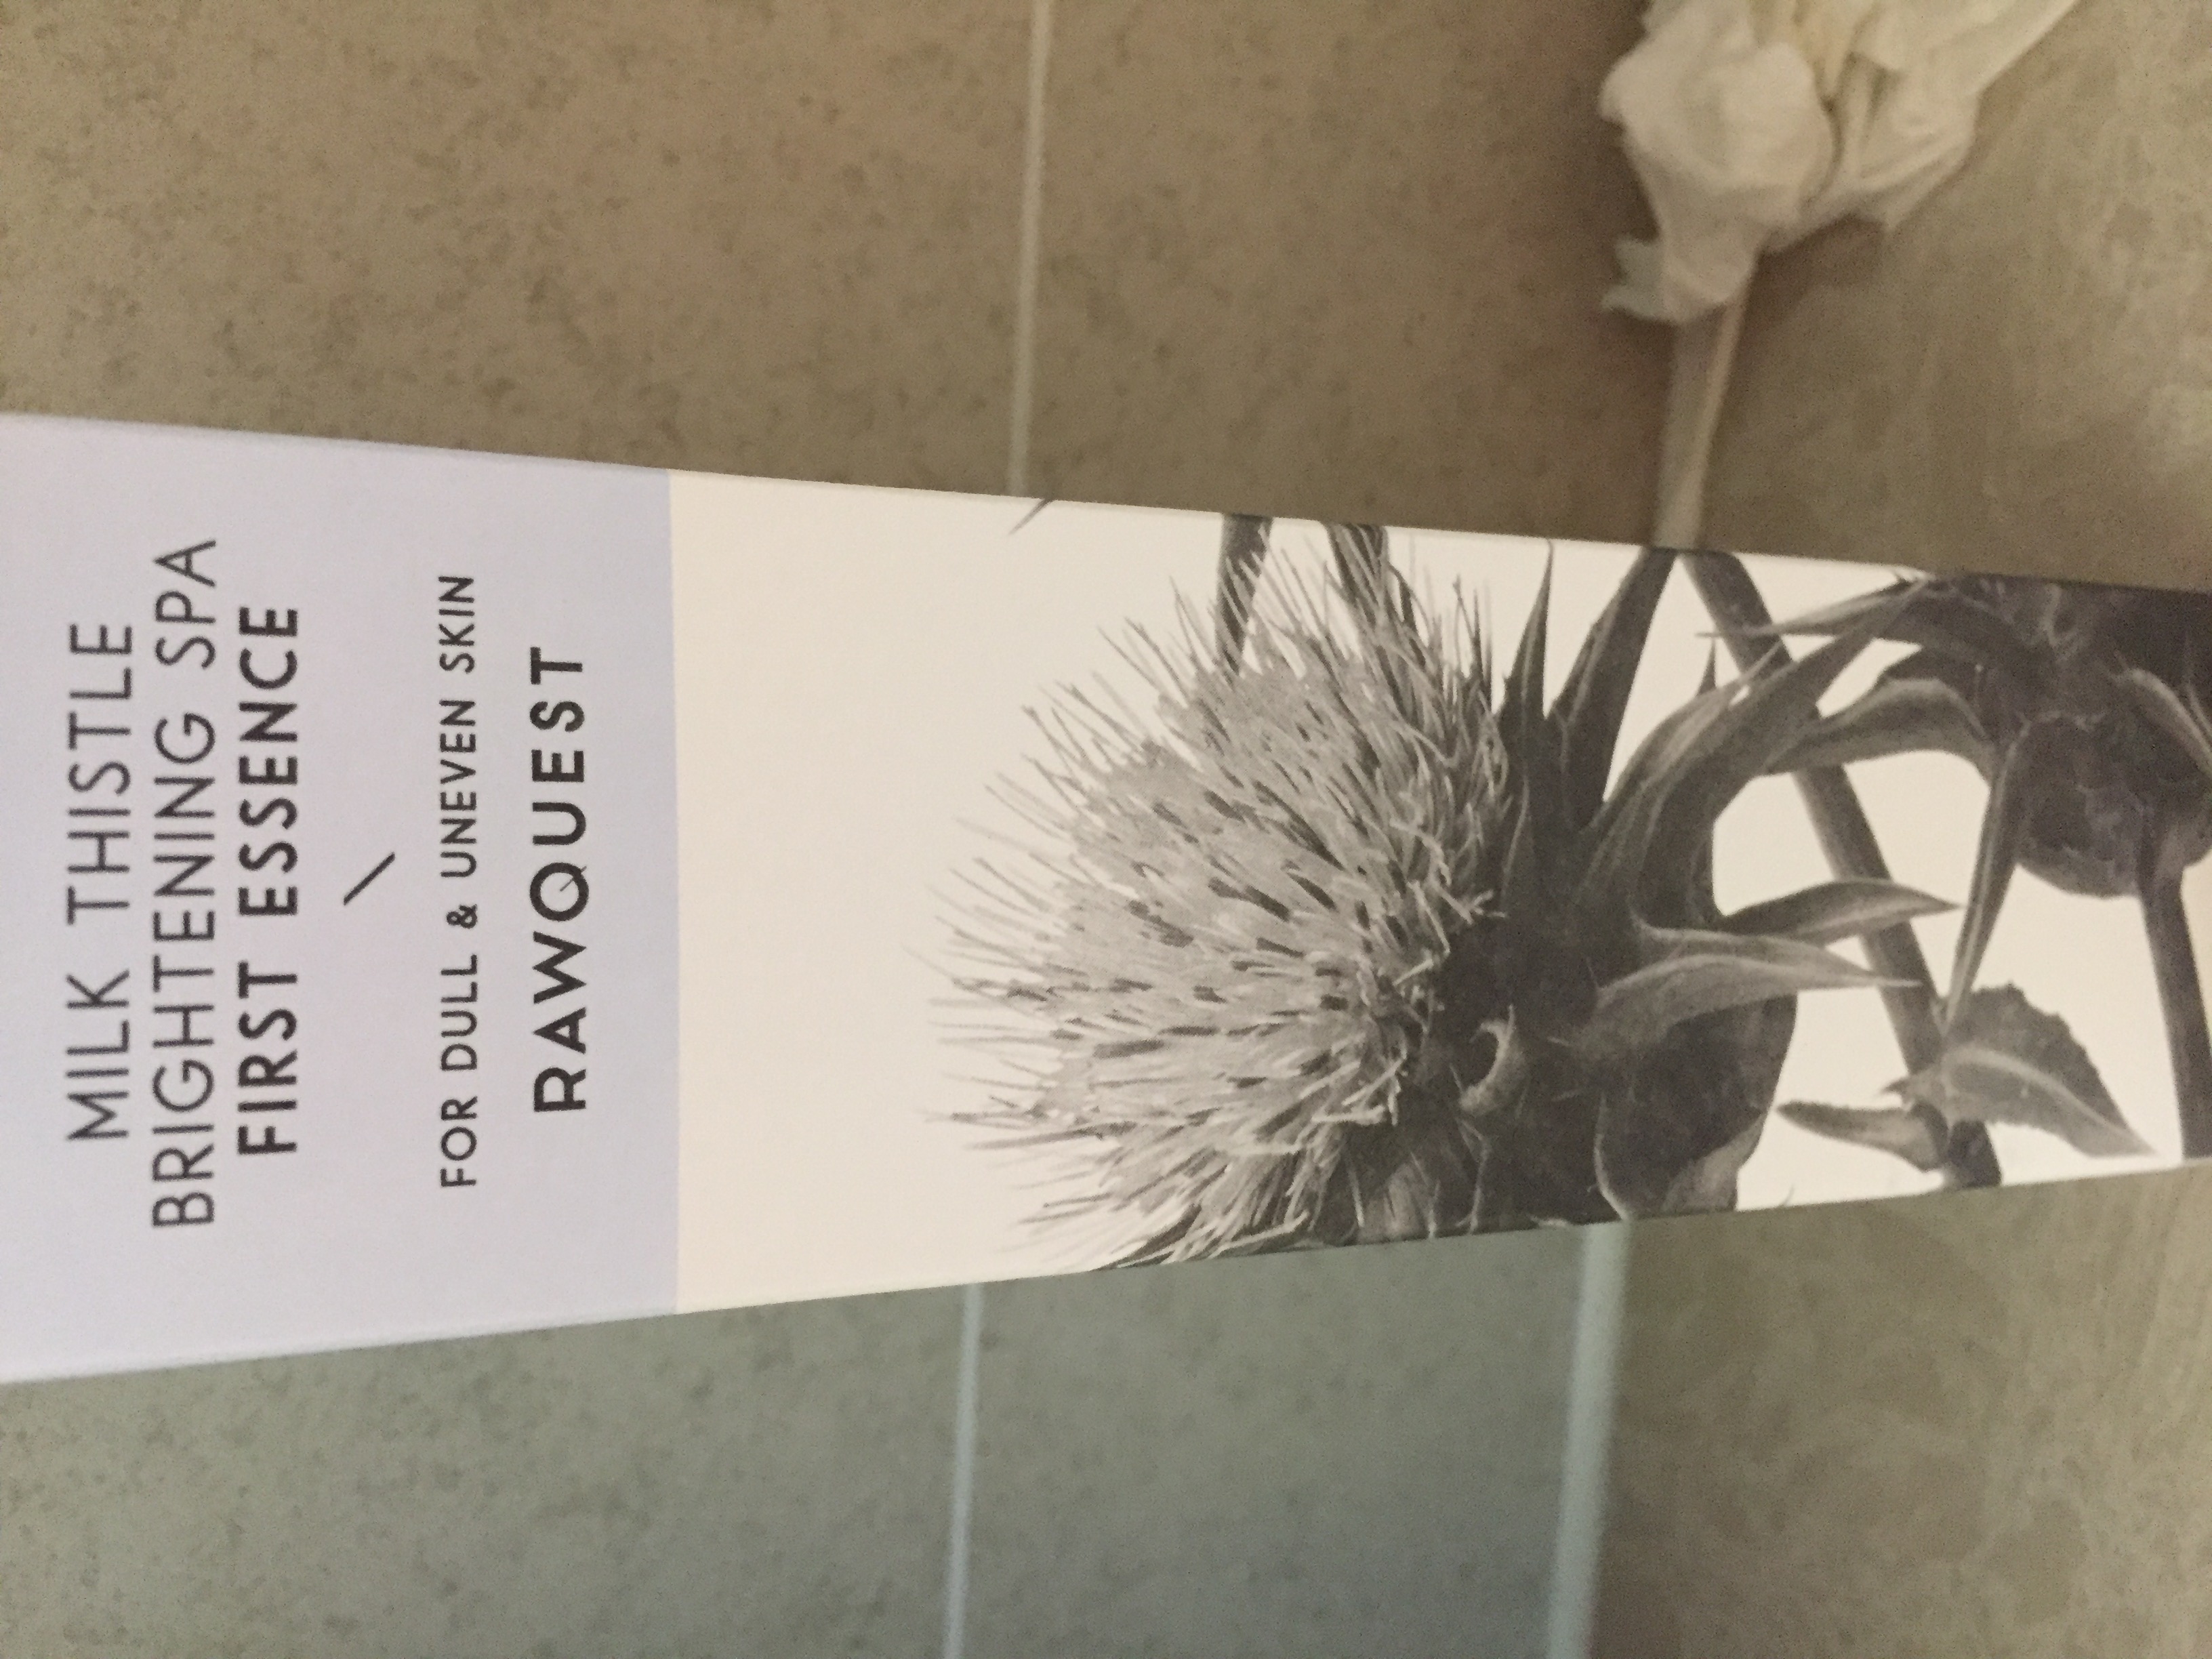 MILK THISTLE
BRIGHTENING SPA
FIRST ESSENCE
FOR DULL & UNEVEN SKIN
RAWQUEST